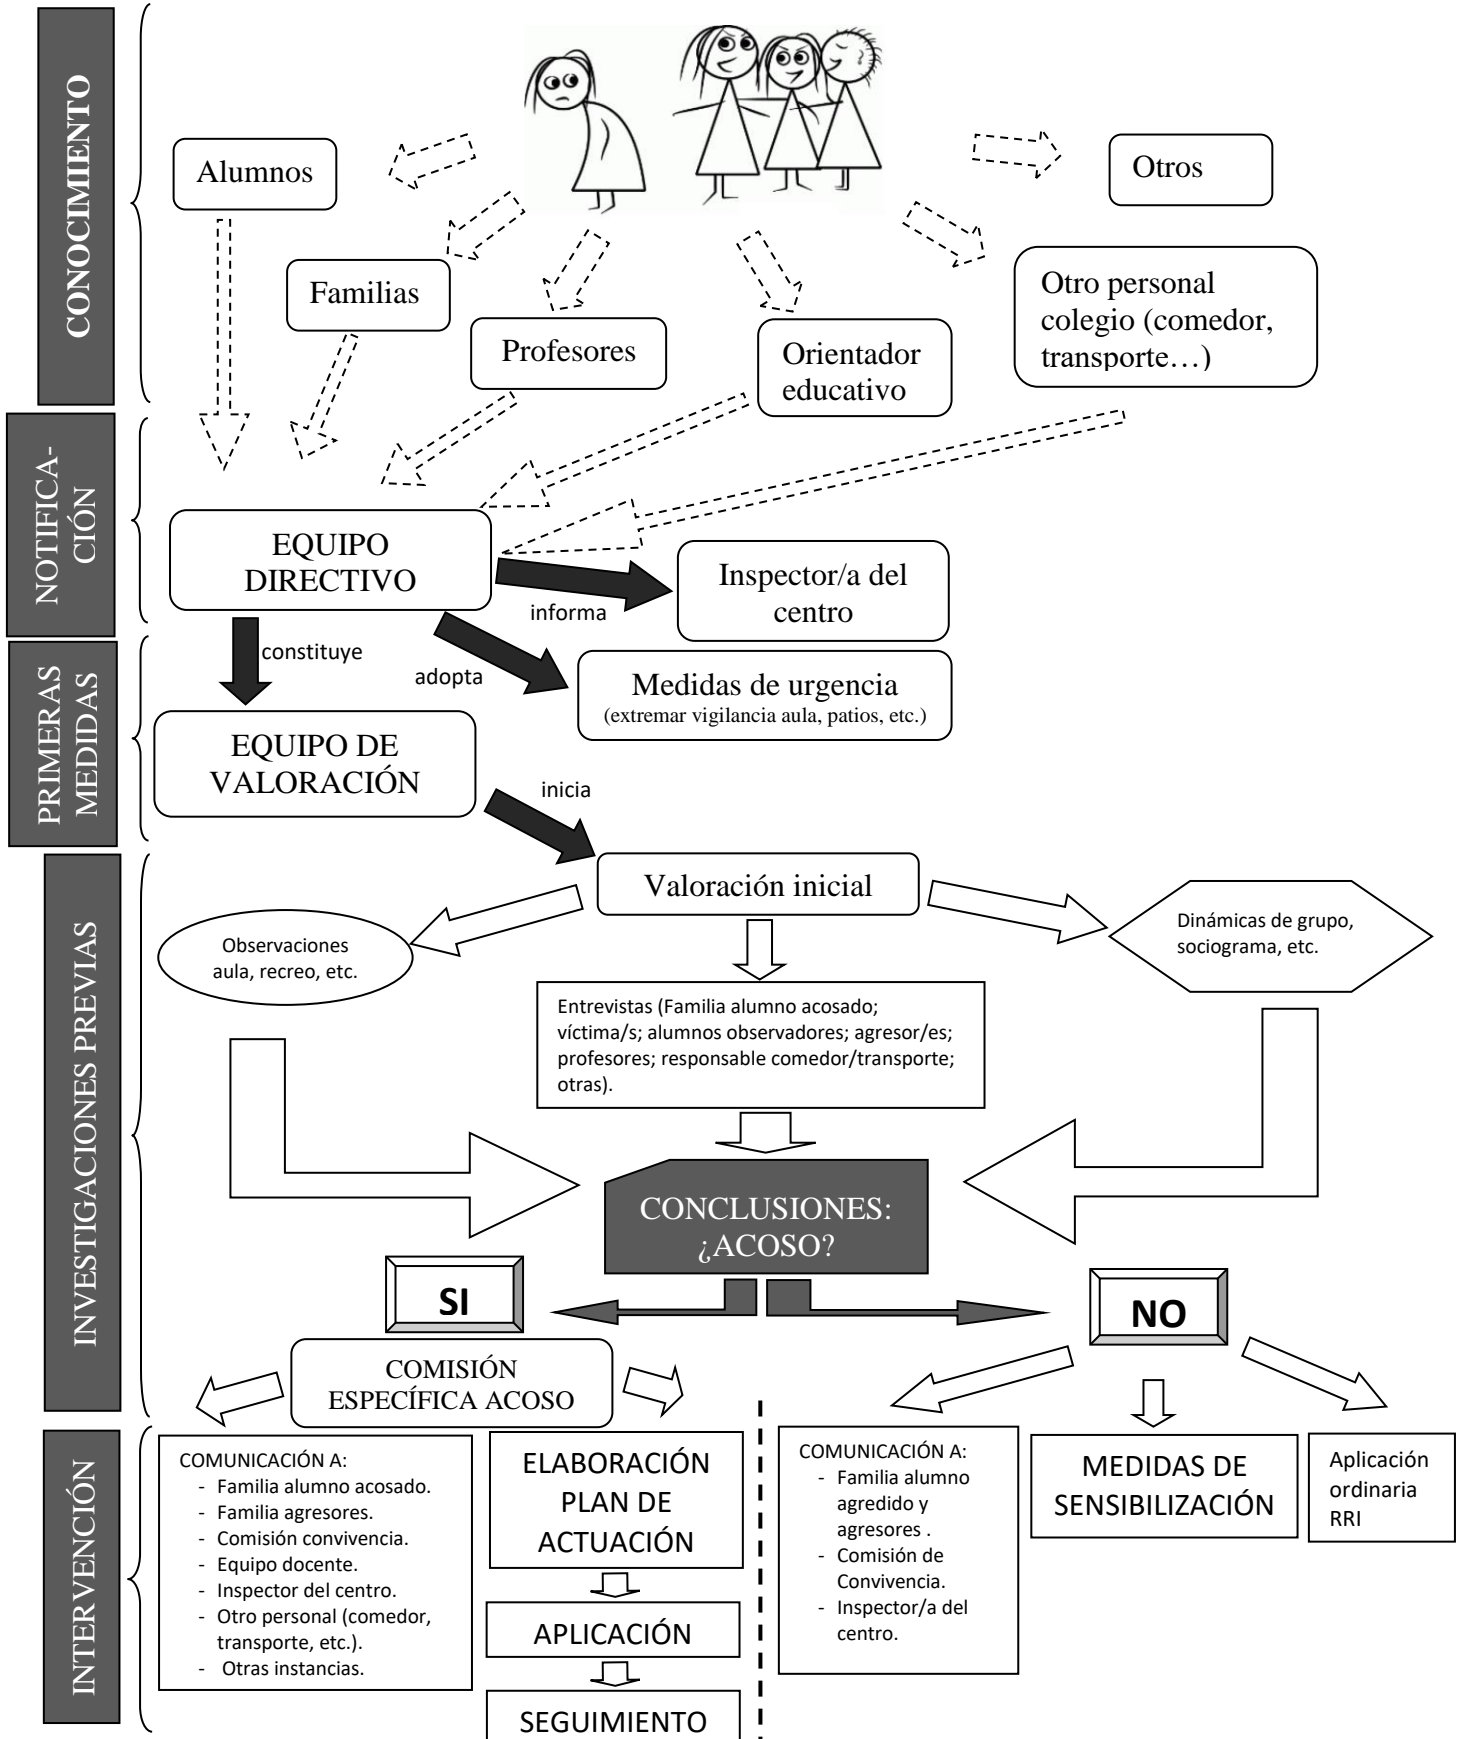 CONOCIMIENTO
Alumnos
Otros
Familias
Otro personal
colegio (comedor,
transporte…)
Profesores
Orientador
educativo
NOTIFICA-
CIÓN
EQUIPO
DIRECTIVO
informa
Inspector/a del
centro
PRIMERAS
MEDIDAS
constituye
adopta
Medidas de urgencia
(extremar vigilancia aula, patios, etc.)
EQUIPO DE
VALORACIÓN
inicia
INVESTIGACIONES PREVIAS
Valoración inicial
Observaciones
aula, recreo, etc.
Dinámicas de grupo,
sociograma, etc.
Entrevistas (Familia alumno acosado;
víctima/s; alumnos observadores; agresor/es;
profesores; responsable comedor/transporte;
otras).
CONCLUSIONES:
¿ACOSO?
SI
NO
COMISIÓN
ESPECÍFICA ACOSO
INTERVENCIÓN
COMUNICACIÓN A:
- Familia alumno acosado.
- Familia agresores.
- Comisión convivencia.
- Equipo docente.
- Inspector del centro.
- Otro personal (comedor,
transporte, etc.).
- Otras instancias.
ELABORACIÓN
PLAN DE
ACTUACIÓN
APLICACIÓN
SEGUIMIENTO
COMUNICACIÓN A:
- Familia alumno
agredido y
agresores .
- Comisión de
Convivencia.
- Inspector/a del
centro.
MEDIDAS DE
SENSIBILIZACIÓN
Aplicación
ordinaria
RRI